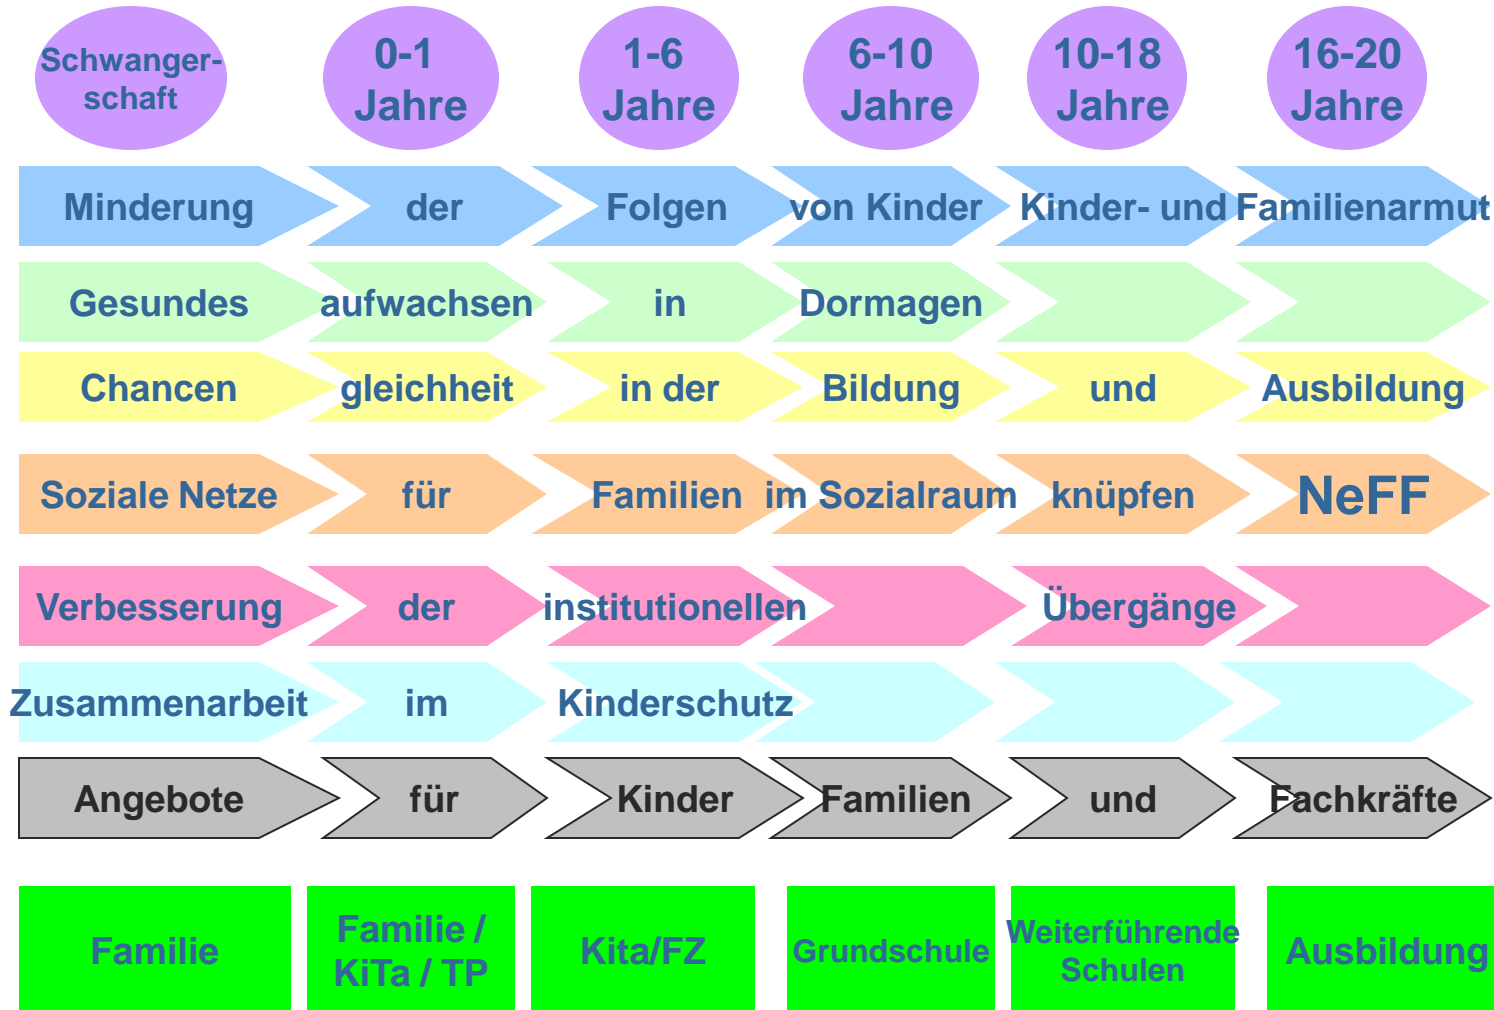 Schwanger-
schaft
0-1
Jahre
1-6
Jahre
6-10
Jahre
10-18
Jahre
16-20
Jahre
Minderung der Folgen von Kinder Kinder- und Familienarmut
Gesundes aufwachsen in Dormagen
Chancen gleichheit in der Bildung und Ausbildung
Soziale Netze für Familien im Sozialraum knüpfen NeFF
Verbesserung der institutionellen Übergänge
Zusammenarbeit im Kinderschutz
Angebote für Kinder Familien und Fachkräfte
Familie
Familie /
KiTa / TP
Kita/FZ
Grundschule
Weiterführende
Schulen
Ausbildung